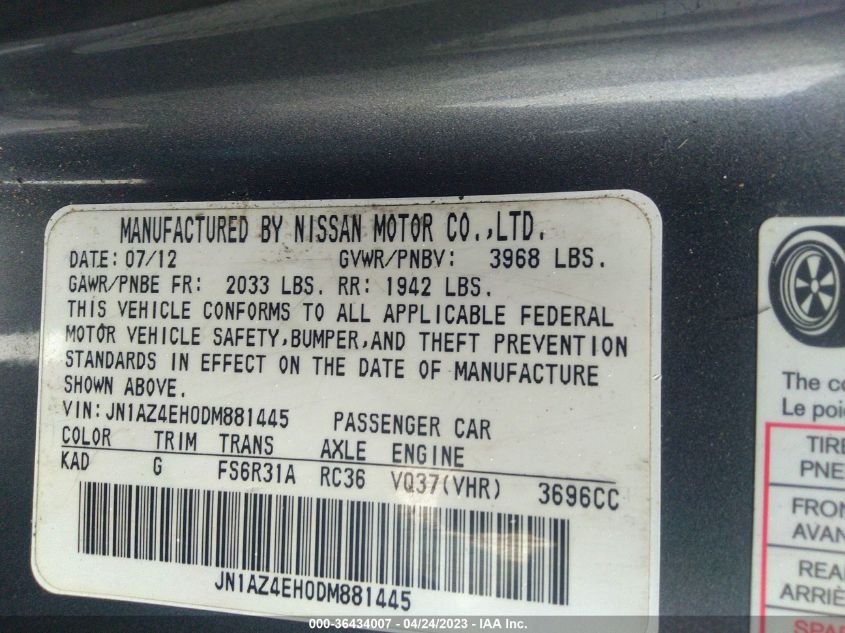 MANUFACTURED BY NISSAN MOTOR CO.,LTD.
DATE: 07/12 GVWR/PNBV: 3968 LBS.
GAWR/PNBE FR: 2033 LBS. RR: 1942 LBS.
THIS VEHICLE CONFORMS TO ALL APPLICABLE FEDERAL
MOTOR VEHICLE SAFETY,BUMPER,AND THEFT PREVENTION
STANDARDS IN EFFECT ON THE DATE OF MANUFACTURE
SHOWN ABOVE.
VIN:JN1AZ4EH0DM881445 PASSENGER CAR
COLOR TRIM TRANS AXLE ENGINE
KAD G FS6R31A RC36 VQ37(VHR) 3696CC
JN1AZ4EH0DM881445
The co
Le poi
TIRE
PNE
FRON
AVAN
REA
ARRIÈ
SPAR
000-36434007 - 04/24/2023 - IAA Inc.